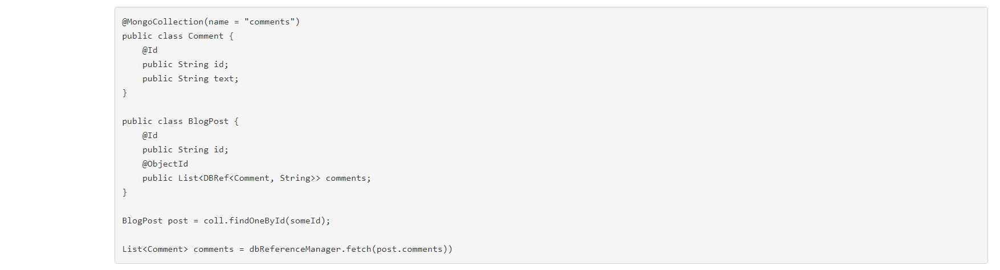 @MongoCollection(name = "comments")
public class Comment {
    @Id
    public String id;
    public String text;
}

public class BlogPost {
    @Id
    public String id;
    @ObjectId
    public List<DBRef<Comment, String>> comments;
}

BlogPost post = coll.findOneById(someId);

List<Comment> comments = dbReferenceManager.fetch(post.comments))